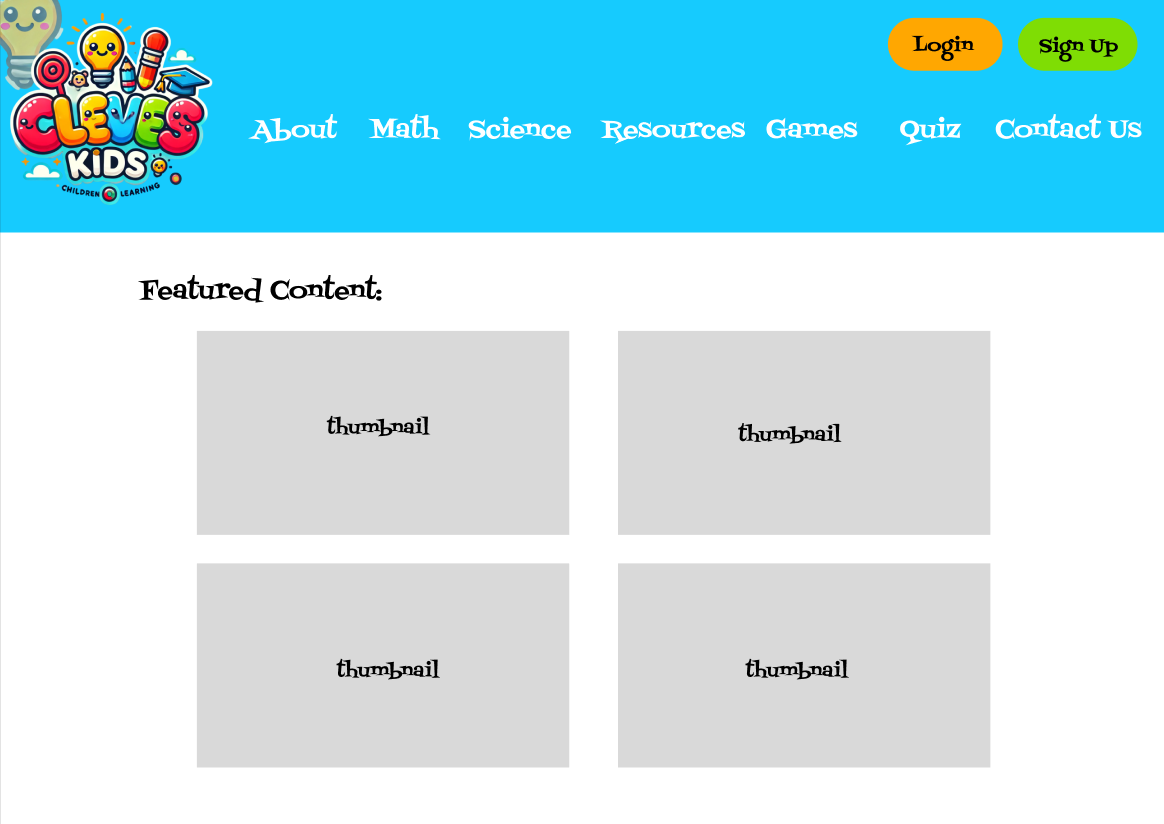 Login
Sign Up
CLEVES
KiDS
CHILDREN LEARNING
About Math Science Resources Games Quiz Contact Us
Featured Content:
thumbnail
thumbnail
thumbnail
thumbnail